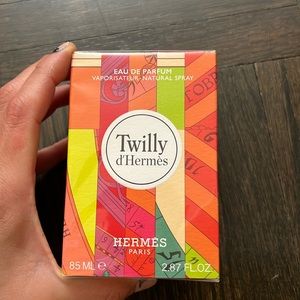 EAU DE PARFUM
VAPORISATEUR-NATURAL SPRAY
Twilly
d'Hermès
HERMÈS
PARIS
85 ML ℮ 2.87 FL.OZ.